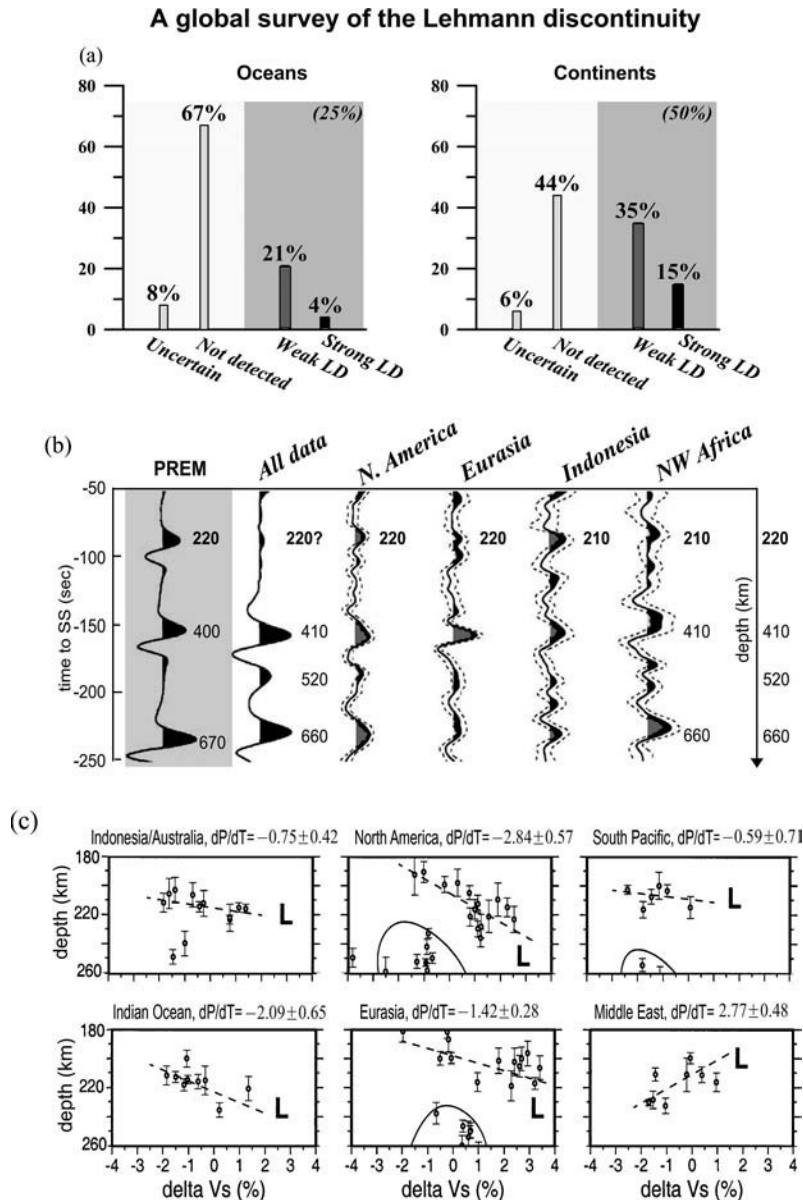 A global survey of the Lehmann discontinuity
(a)
Oceans
80
60
40
20
0
67%
(25%)
21%
8%
4%
Uncertain
Not detected
Weak LD
Strong LD
Continents
80
60
40
20
0
(50%)
44%
35%
15%
6%
Uncertain
Not detected
Weak LD
Strong LD
(b)
PREM
All data
N. America
Eurasia
Indonesia
NW Africa
time to SS (sec)
-50
-100
-150
-200
-250
220 220? 220 220 210 210 220
400 410 410 410
520 520
670 660 660 660
depth (km)
(c)
Indonesia/Australia, dP/dT= −0.75±0.42
North America, dP/dT= −2.84±0.57
South Pacific, dP/dT= −0.59±0.71
depth (km)
180
220
260
L
L
L
Indian Ocean, dP/dT= −2.09±0.65
Eurasia, dP/dT= −1.42±0.28
Middle East, dP/dT= 2.77±0.48
depth (km)
180
220
260
L
L
L
-4 -3 -2 -1 0 1 2 3 4
-4 -3 -2 -1 0 1 2 3 4
-4 -3 -2 -1 0 1 2 3 4
delta Vs (%)
delta Vs (%)
delta Vs (%)